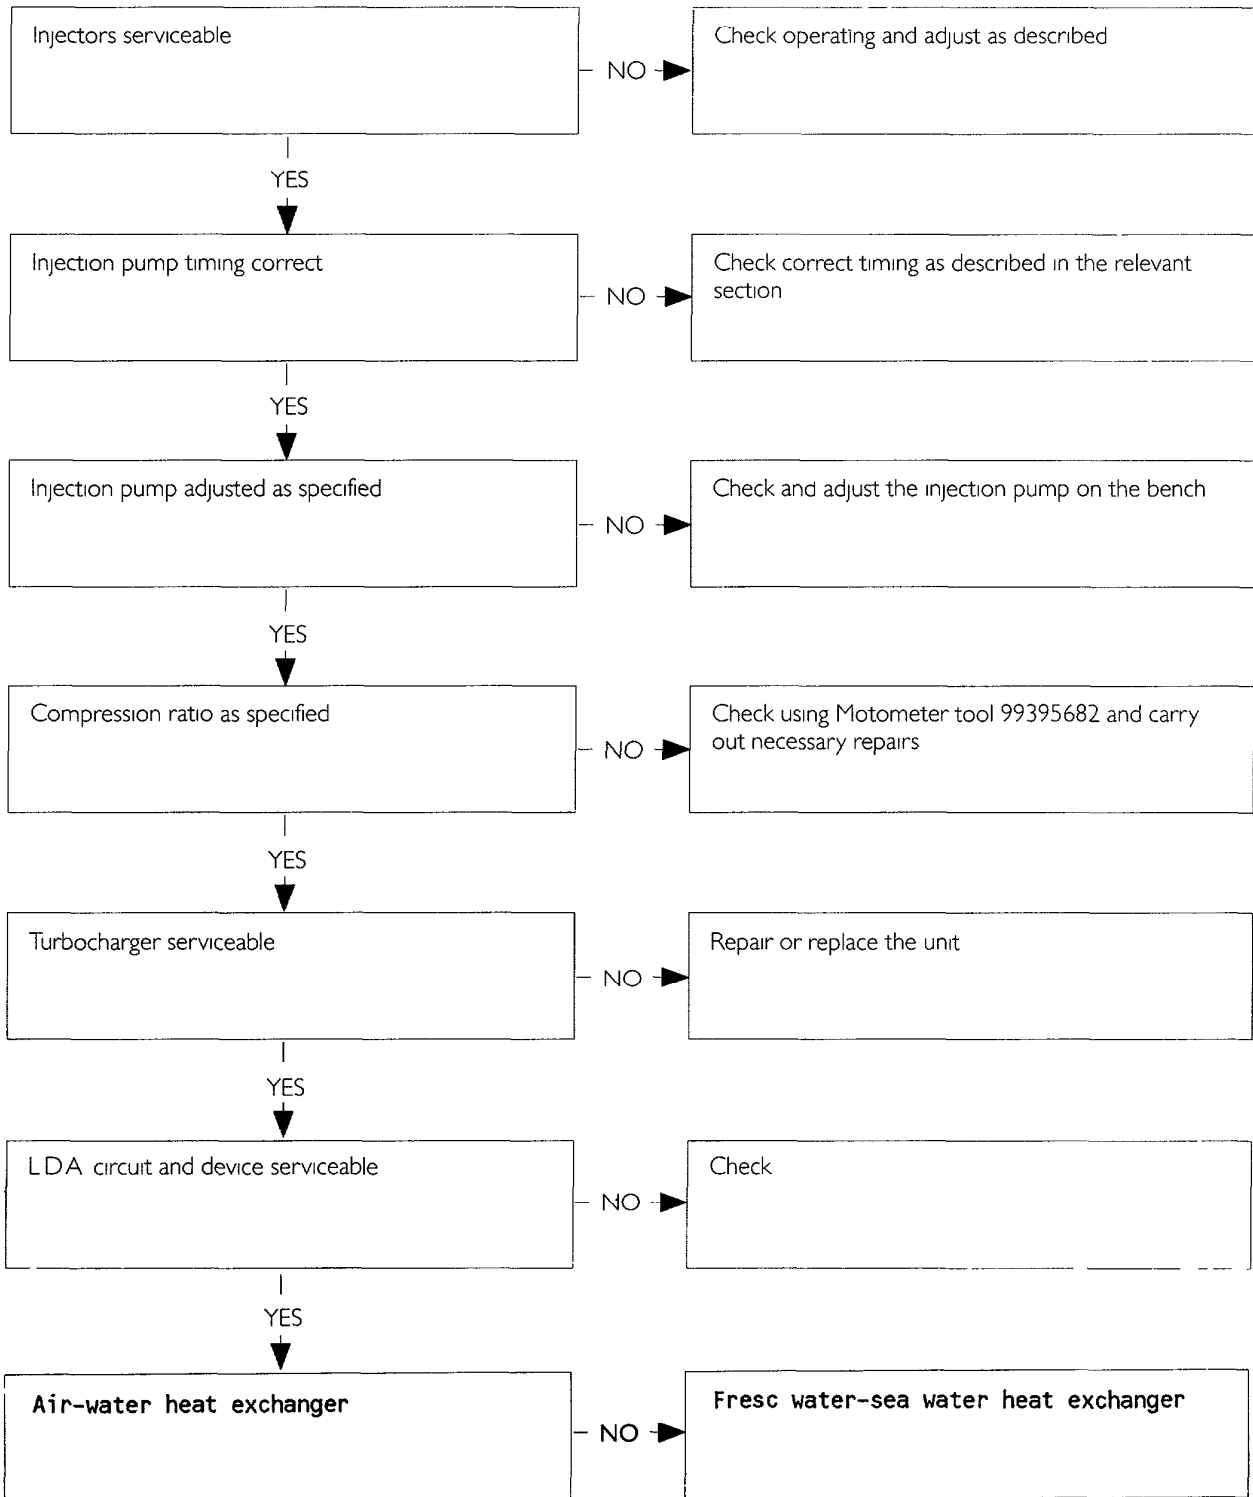 Injectors serviceable
NO
Check operating and adjust as described
YES
Injection pump timing correct
NO
Check correct timing as described in the relevant
section
YES
Injection pump adjusted as specified
NO
Check and adjust the injection pump on the bench
YES
Compression ratio as specified
NO
Check using Motometer tool 99395682 and carry
out necessary repairs
YES
Turbocharger serviceable
NO
Repair or replace the unit
YES
LDA circuit and device serviceable
NO
Check
YES
Air-water heat exchanger
NO
Fresc water-sea water heat exchanger